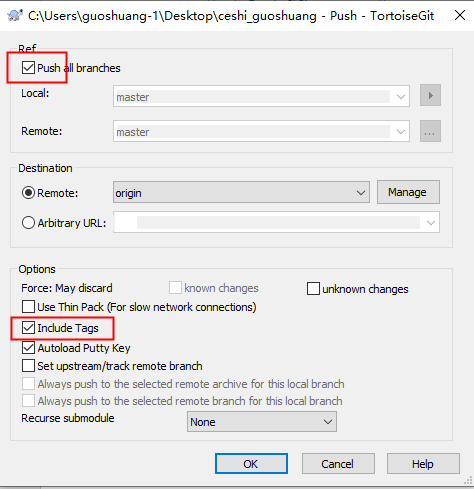 C:\Users\guoshuang-1\Desktop\ceshi_guoshuang - Push - TortoiseGit
Ref
Push all branches
Local:
master
Remote:
master
...
Destination
Remote:
origin
Manage
Arbitrary URL:
Options
Force: May discard
known changes
unknown changes
Use Thin Pack (For slow network connections)
Include Tags
Autoload Putty Key
Set upstream/track remote branch
Always push to the selected remote archive for this local branch
Always push to the selected remote branch for this local branch
Recurse submodule
None
OK
Cancel
Help